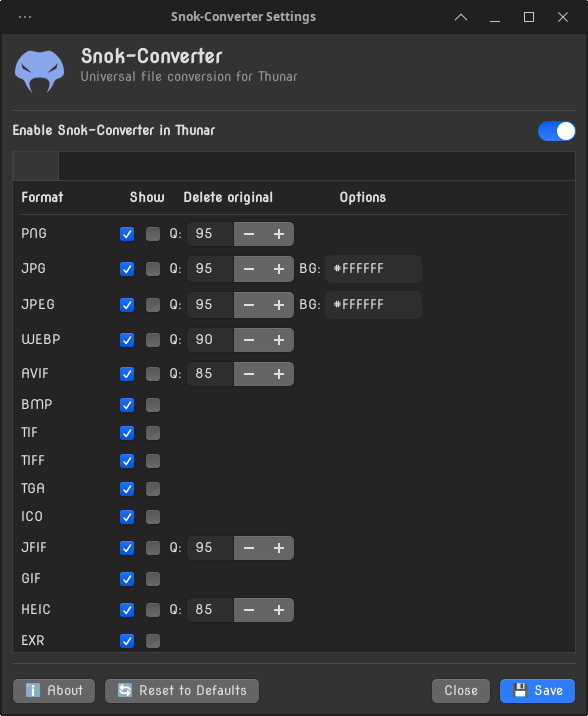 Snok-Converter Settings
Snok-Converter
Universal file conversion for Thunar
Enable Snok-Converter in Thunar
Format Show Delete original Options
PNG Q: 95 − +
JPG Q: 95 − + BG: #FFFFFF
JPEG Q: 95 − + BG: #FFFFFF
WEBP Q: 90 − +
AVIF Q: 85 − +
BMP
TIF
TIFF
TGA
ICO
JFIF Q: 95 − +
GIF
HEIC Q: 85 − +
EXR
About Reset to Defaults Close Save